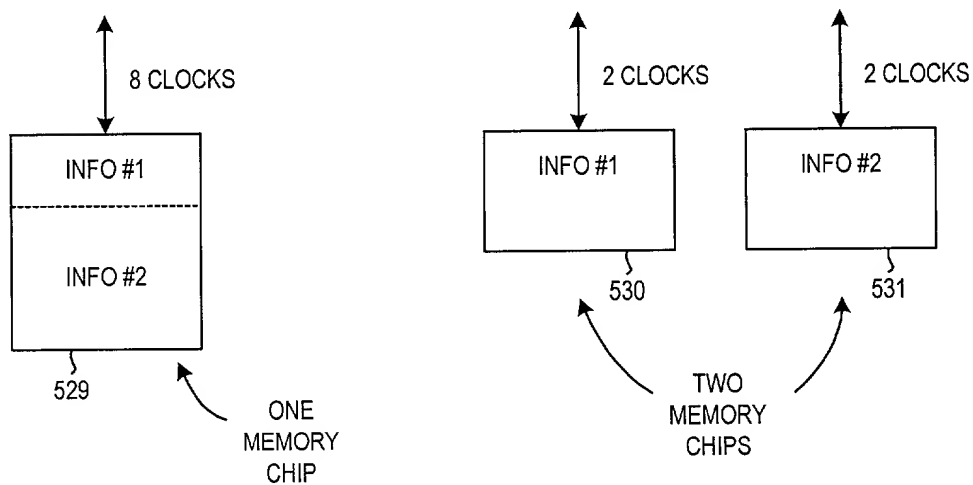 8 CLOCKS
INFO #1
INFO #2
529
ONE
MEMORY
CHIP
2 CLOCKS
2 CLOCKS
INFO #1
INFO #2
530
531
TWO
MEMORY
CHIPS